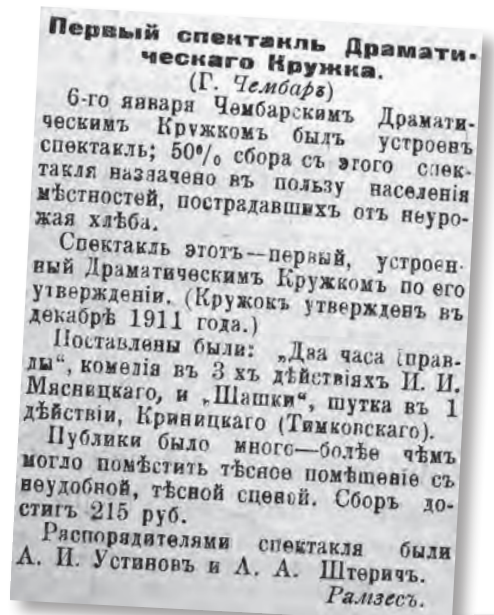 Первый спектакль Драмати-
ческаго Кружка.
(Г. Чембаръ)
6-го января Чембарскимъ Драмати-
ческимъ Кружкомъ былъ устроенъ
спектакль; 50% сбора съ этого спек-
такля назначено въ пользу населенія
мѣстностей, пострадавшихъ отъ неуро-
жая хлѣба.
Спектакль этотъ—первый, устроен-
ный Драматическимъ Кружкомъ по его
утвержденіи. (Кружокъ утвержденъ въ
декабрѣ 1911 года.)
Поставлены были: „Два часа правды“,
комедія въ 3 хъ дѣйствіяхъ И. И.
Мясницкаго, и „Шашки“, шутка въ 1
дѣйствіи, Криницкаго (Тимковскаго).
Публики было много—болѣе чѣмъ
могло помѣстить тѣсное помѣщеніе съ
неудобной, тѣсной сценой. Сборъ до-
стигъ 215 руб.
Распорядителями спектакля были
А. И. Устиновъ и А. А. Штеричъ.
Рамзесъ.